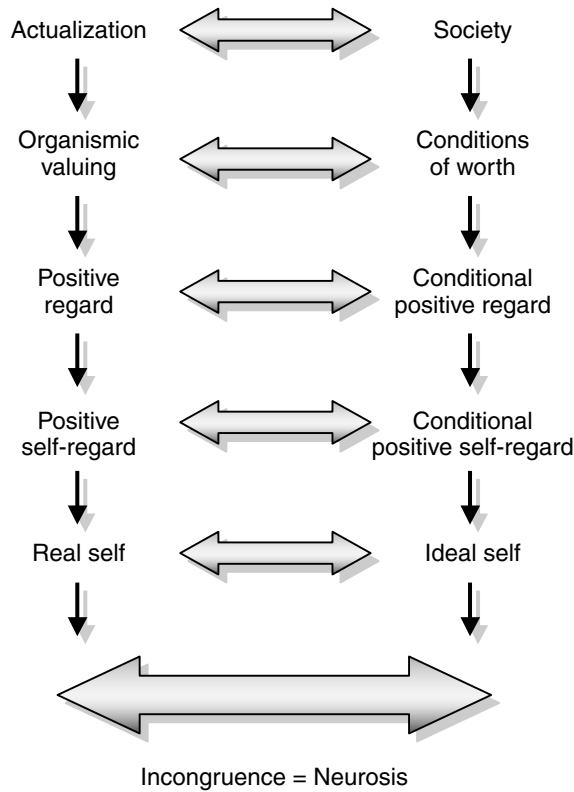 Actualization
Society
Organismic
valuing
Conditions
of worth
Positive
regard
Conditional
positive regard
Positive
self-regard
Conditional
positive self-regard
Real self
Ideal self
Incongruence = Neurosis